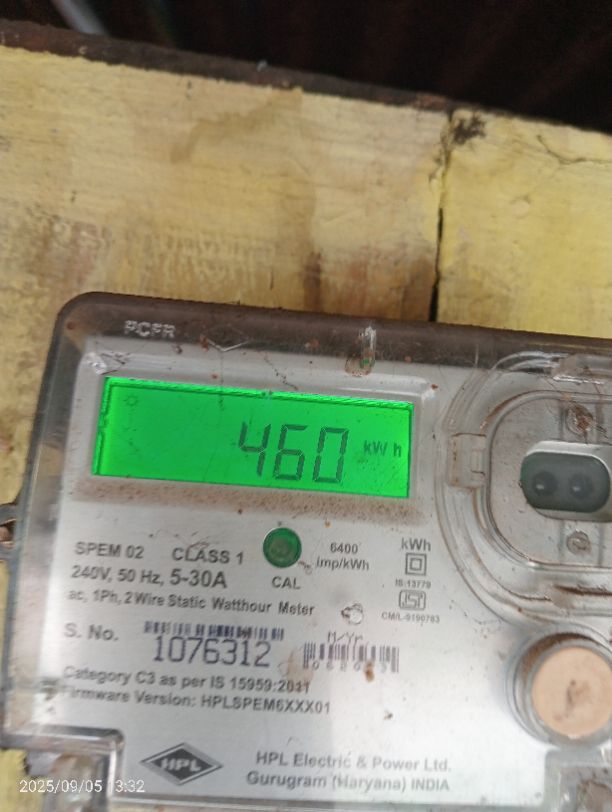 PCPR
460 kWh
SPEM 02 CLASS 1
6400 imp/kWh
kWh
240V, 50 Hz, 5-30A
CAL
IS:13779
ac, 1Ph, 2 Wire Static Watthour Meter
CM/L-9190783
S. No.
1076312
M/Yr
Category C3 as per IS 15959:2011
Firmware Version: HPLSPEM6XXX01
HPL
HPL Electric & Power Ltd.
Gurugram (Haryana) INDIA
2025/09/05 13:32